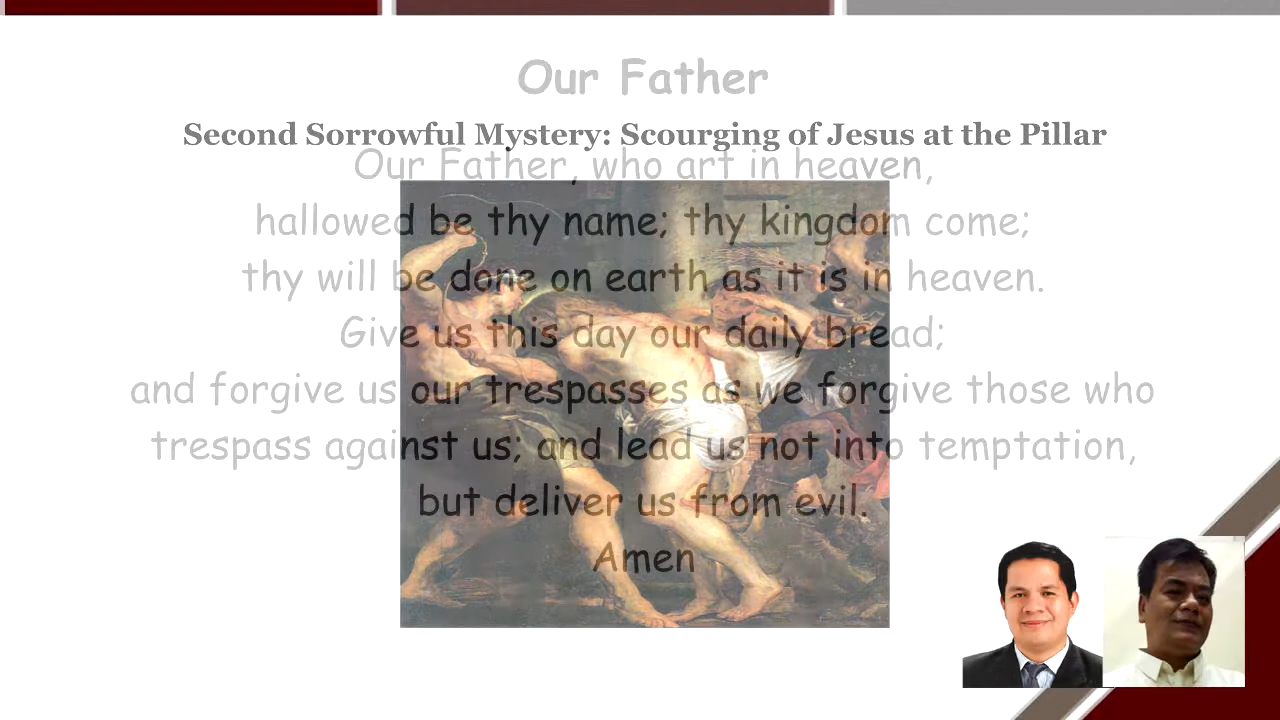 Our Father
Second Sorrowful Mystery: Scourging of Jesus at the Pillar
Our Father, who art in heaven,
hallowed be thy name; thy kingdom come;
thy will be done on earth as it is in heaven.
Give us this day our daily bread;
and forgive us our trespasses as we forgive those who
trespass against us; and lead us not into temptation,
but deliver us from evil.
Amen